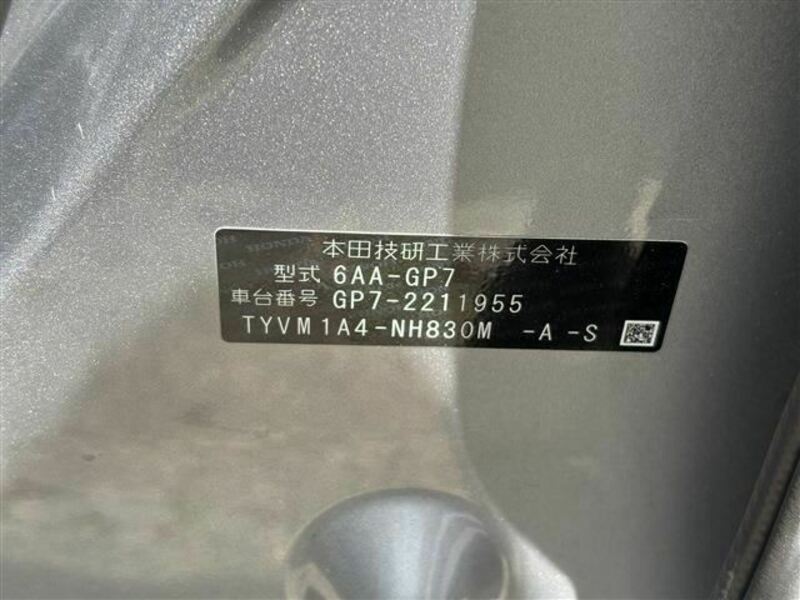 本田技研工業株式会社
型式 6AA-GP7
車台番号 GP7-2211955
TYVM1A4-NH830M -A -S